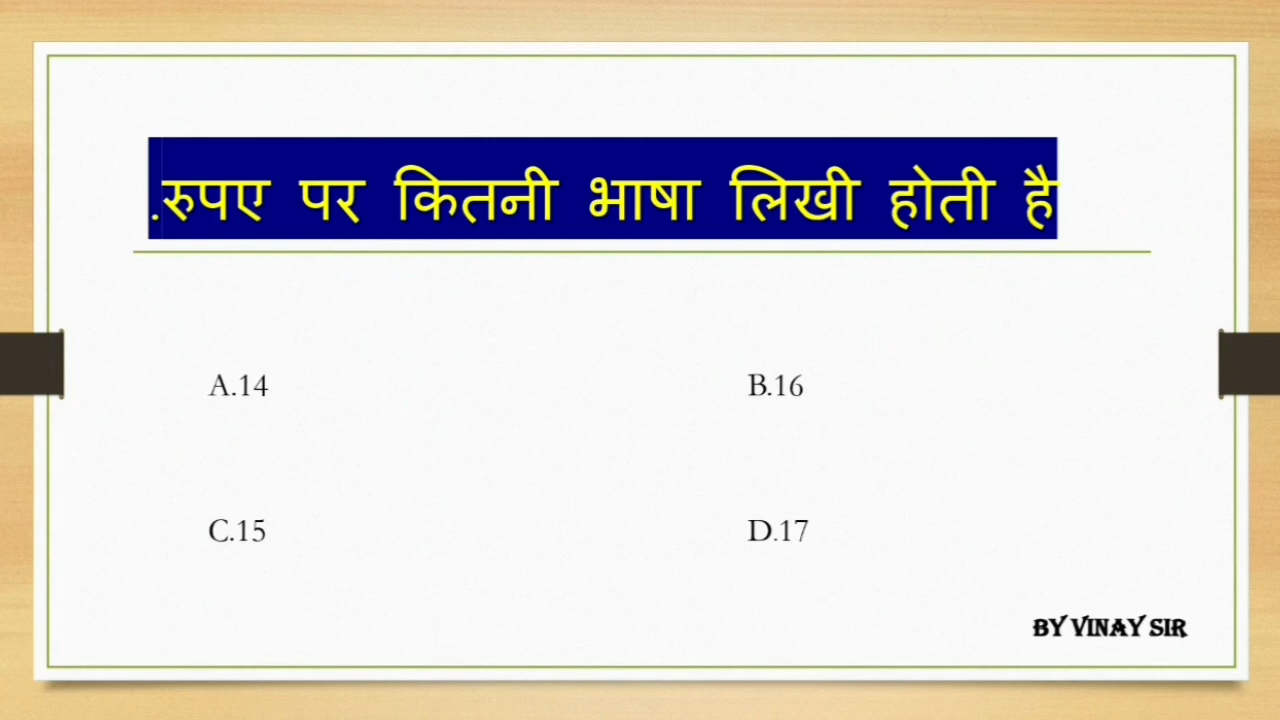 .रुपए पर कितनी भाषा लिखी होती है
A.14
B.16
C.15
D.17
BY VINAY SIR